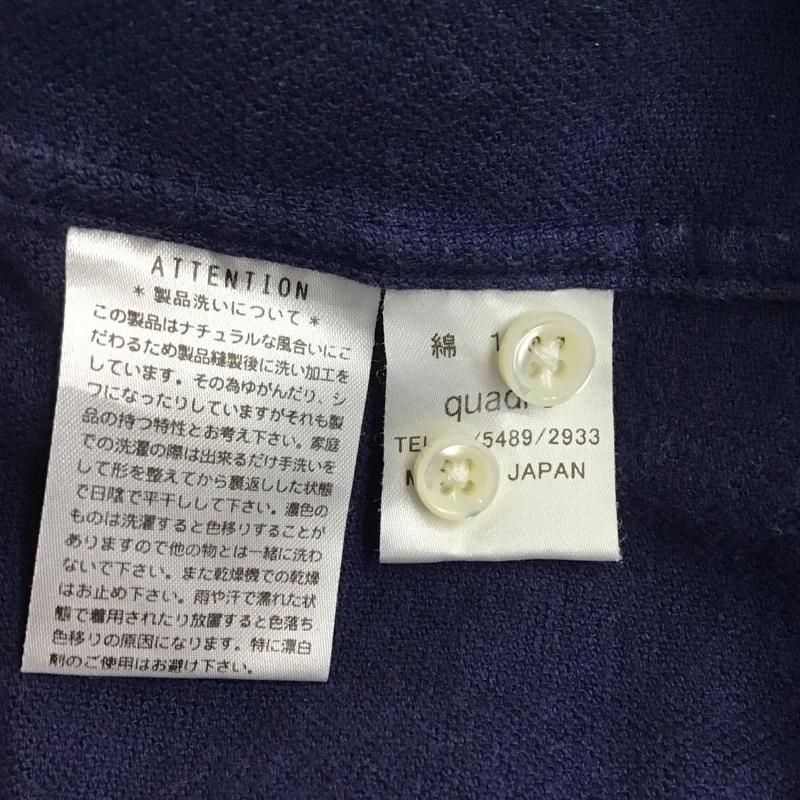 ATTENTION
＊製品洗いについて＊
この製品はナチュラルな風合いにこ
だわるため製品縫製後に洗い加工を
しています。その為ゆがんだり、シ
ワになったりしていますがそれも製
品の持つ特性とお考え下さい。家庭
での洗濯の際は出来るだけ手洗いを
して形を整えてから裏返しした状態
で日陰で平干しして下さい。濃色の
ものは洗濯すると色移りすることが
ありますので他の物とは一緒に洗わ
ないで下さい。また乾燥機での乾燥
はお止め下さい。雨や汗で濡れた状
態で着用されたり放置すると色落ち
色移りの原因になります。特に漂白
剤のご使用はお避け下さい。
綿
TEL /5489/2933
JAPAN